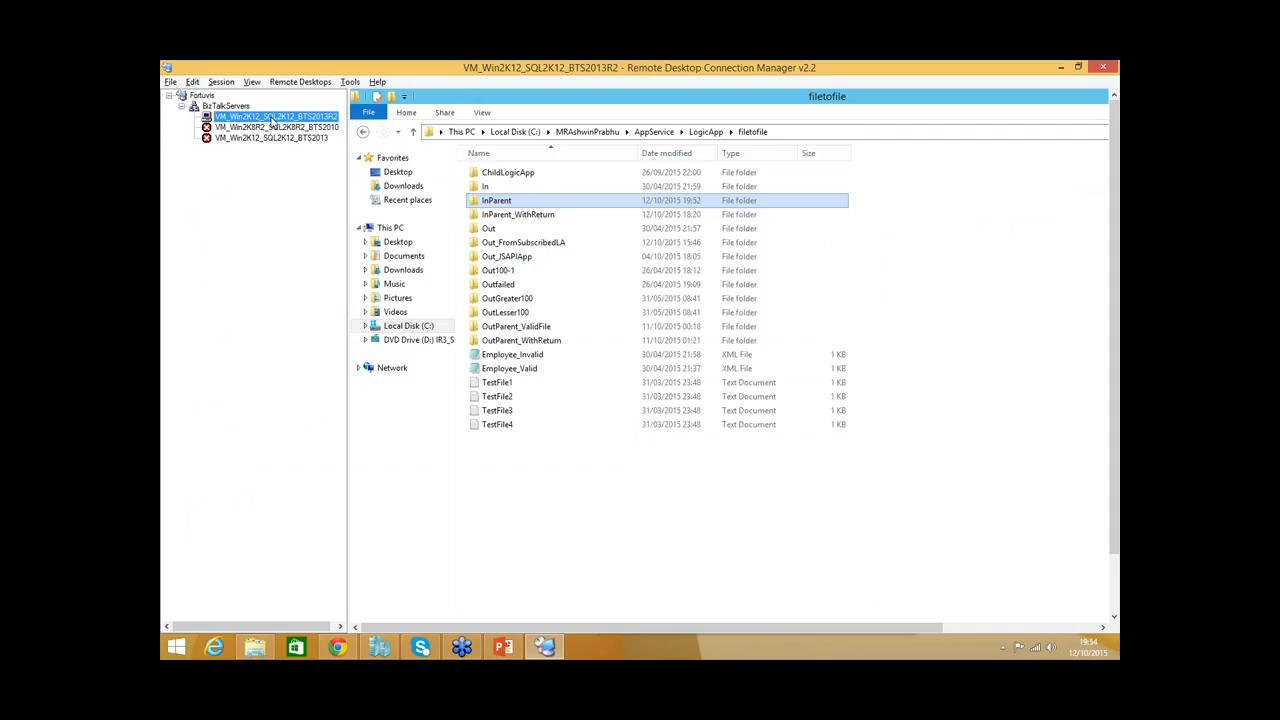 VM_Win2K12_SQL2K12_BTS2013R2 - Remote Desktop Connection Manager v2.2
File Edit Session View Remote Desktops Tools Help
Fortuvis
BizTalkServers
VM_Win2K12_SQL2K12_BTS2013R2
VM_Win2K8R2_SQL2K8R2_BTS2010
VM_Win2K12_SQL2K12_BTS2013
filetofile
File Home Share View
This PC Local Disk (C:) MRAshwinPrabhu AppService LogicApp filetofile
Favorites
Desktop
Downloads
Recent places
This PC
Desktop
Documents
Downloads
Music
Pictures
Videos
Local Disk (C:)
DVD Drive (D:) IR3_S
Network
Name Date modified Type Size
ChildLogicApp 26/09/2015 22:00 File folder
In 30/04/2015 21:59 File folder
InParent 12/10/2015 19:52 File folder
InParent_WithReturn 12/10/2015 18:20 File folder
Out 30/04/2015 21:57 File folder
Out_FromSubscribedLA 12/10/2015 15:46 File folder
Out_JSAPIApp 04/10/2015 18:05 File folder
Out100-1 26/04/2015 18:12 File folder
Outfailed 26/04/2015 19:09 File folder
OutGreater100 31/05/2015 08:41 File folder
OutLesser100 31/05/2015 08:41 File folder
OutParent_ValidFile 11/10/2015 00:18 File folder
OutParent_WithReturn 11/10/2015 01:21 File folder
Employee_Invalid 30/04/2015 21:58 XML File 1 KB
Employee_Valid 30/04/2015 21:37 XML File 1 KB
TestFile1 31/03/2015 23:48 Text Document 1 KB
TestFile2 31/03/2015 23:48 Text Document 1 KB
TestFile3 31/03/2015 23:48 Text Document 1 KB
TestFile4 31/03/2015 23:48 Text Document 1 KB
19:54
12/10/2015